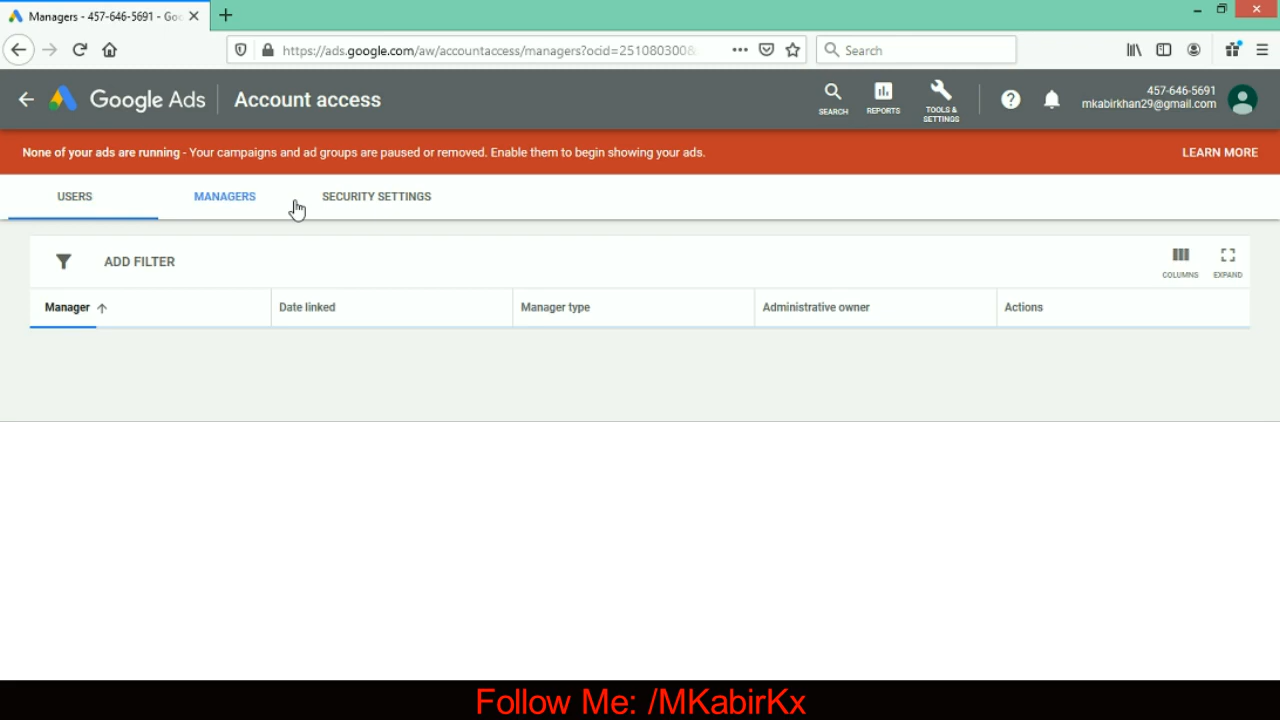 Managers - 457-646-5691 - Goo
https://ads.google.com/aw/accountaccess/managers?ocid=251080300&
Search
Google Ads
Account access
SEARCH
REPORTS
TOOLS &
SETTINGS
457-646-5691
mkabirkhan29@gmail.com
None of your ads are running - Your campaigns and ad groups are paused or removed. Enable them to begin showing your ads.
LEARN MORE
USERS
MANAGERS
SECURITY SETTINGS
ADD FILTER
COLUMNS
EXPAND
Manager
Date linked
Manager type
Administrative owner
Actions
Follow Me: /MKabirKx